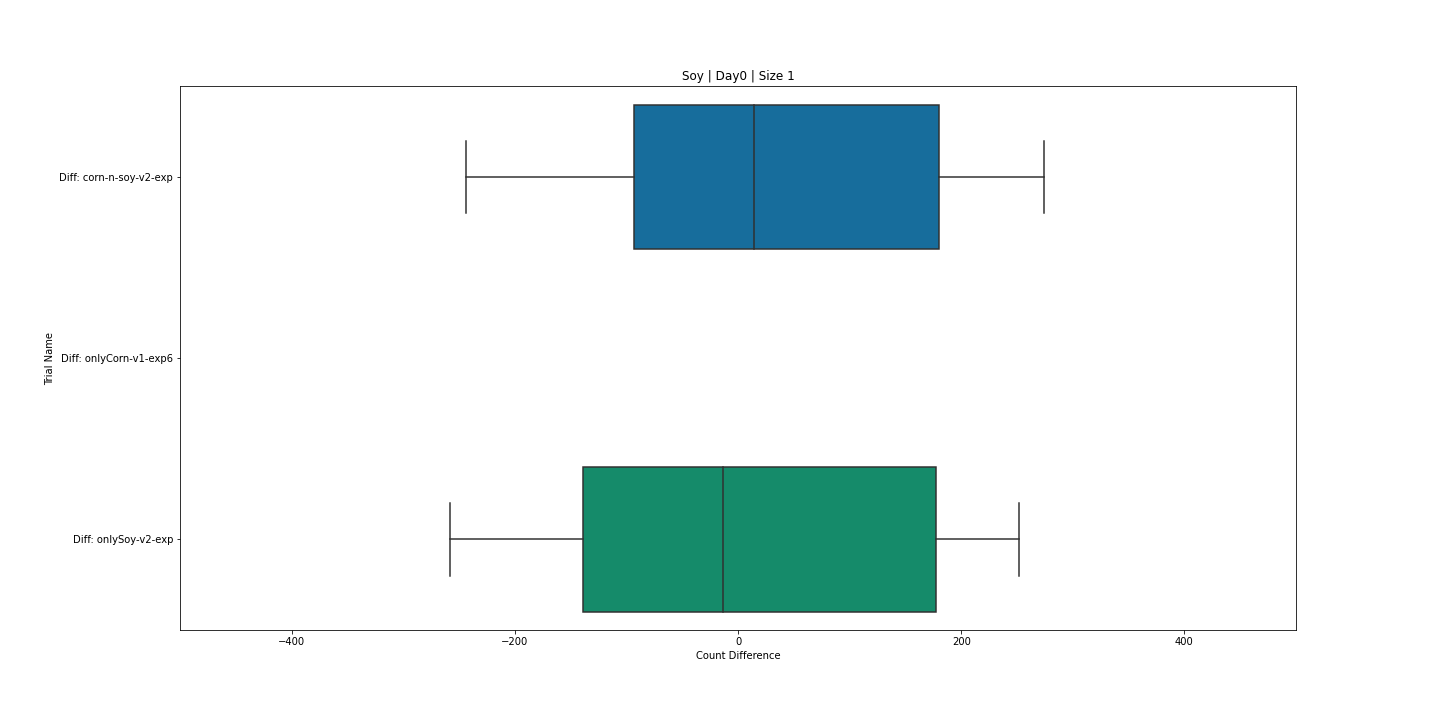 Soy | Day0 | Size 1
Diff: corn-n-soy-v2-exp
Diff: onlyCorn-v1-exp6
Diff: onlySoy-v2-exp
Trial Name
−400 −200 0 200 400
Count Difference